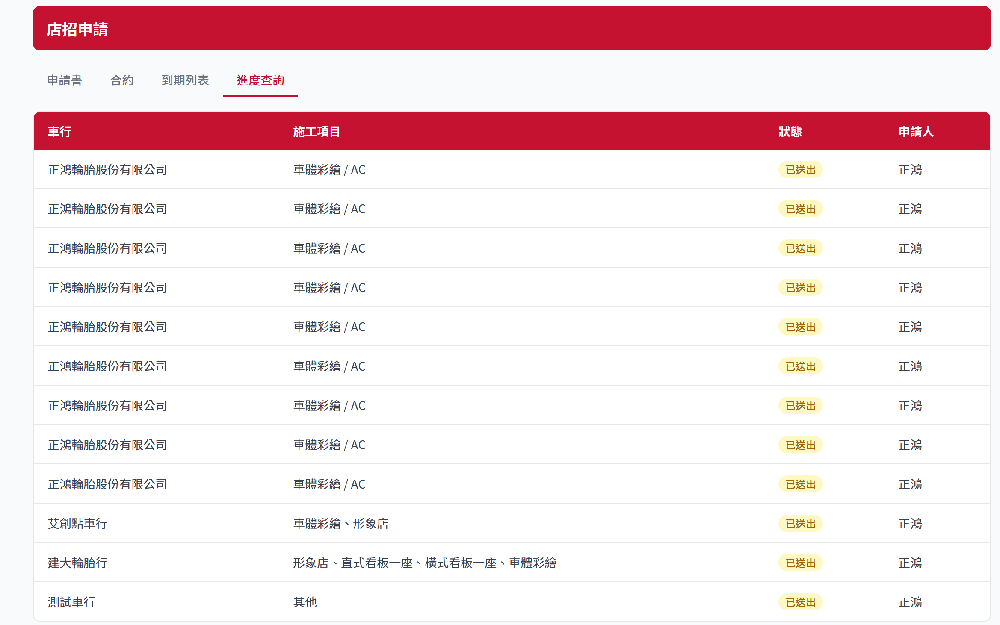 店招申請
申請書 合約 到期列表 進度查詢
車行 施工項目 狀態 申請人
正鴻輪胎股份有限公司 車體彩繪 / AC 已送出 正鴻
正鴻輪胎股份有限公司 車體彩繪 / AC 已送出 正鴻
正鴻輪胎股份有限公司 車體彩繪 / AC 已送出 正鴻
正鴻輪胎股份有限公司 車體彩繪 / AC 已送出 正鴻
正鴻輪胎股份有限公司 車體彩繪 / AC 已送出 正鴻
正鴻輪胎股份有限公司 車體彩繪 / AC 已送出 正鴻
正鴻輪胎股份有限公司 車體彩繪 / AC 已送出 正鴻
正鴻輪胎股份有限公司 車體彩繪 / AC 已送出 正鴻
正鴻輪胎股份有限公司 車體彩繪 / AC 已送出 正鴻
艾創點車行 車體彩繪、形象店 已送出 正鴻
建大輪胎行 形象店、直式看板一座、橫式看板一座、車體彩繪 已送出 正鴻
測試車行 其他 已送出 正鴻